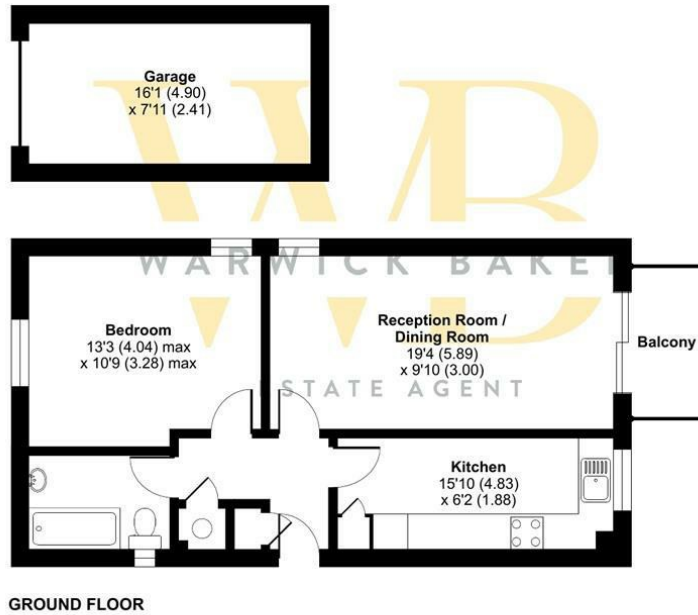 Garage
16'1 (4.90)
x 7'11 (2.41)
WB
WARWICK BAKE
ESTATE AGENT
Bedroom
13'3 (4.04) max
x 10'9 (3.28) max
Reception Room /
Dining Room
19'4 (5.89)
x 9'10 (3.00)
Balcony
Kitchen
15'10 (4.83)
x 6'2 (1.88)
GROUND FLOOR